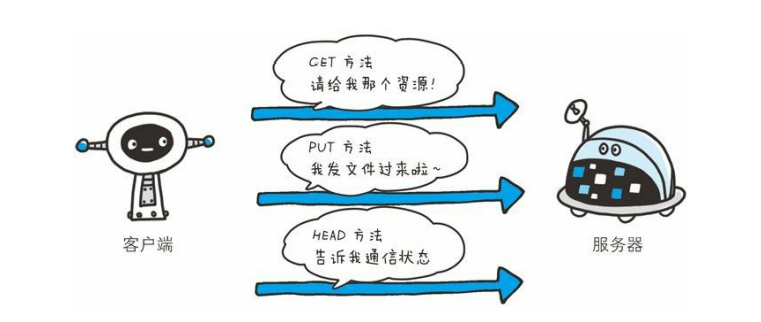 GET 方法
请给我那个资源!
PUT 方法
我发文件过来啦~
HEAD 方法
告诉我通信状态
客户端
服务器